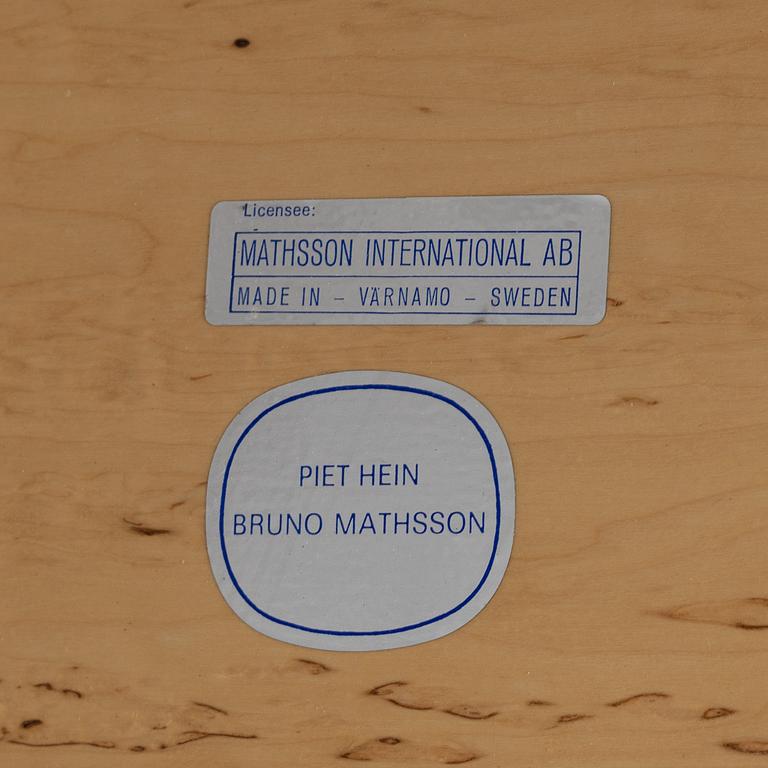 Licensee:
MATHSSON INTERNATIONAL AB
MADE IN - VÄRNAMO - SWEDEN
PIET HEIN
BRUNO MATHSSON